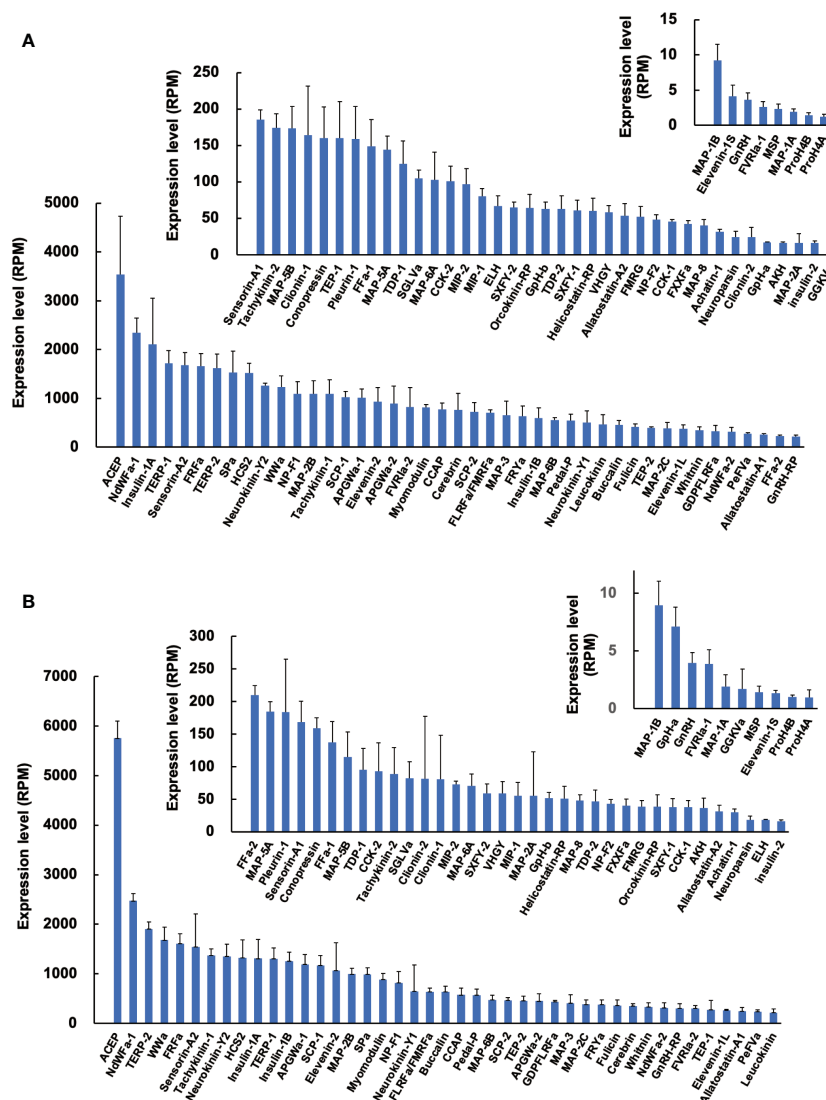 A
Expression level
(RPM)
15
10
5
0
MAP-1B
Elevenin-1S
GnRH
FVRIa-1
MSP
MAP-1A
ProH4B
ProH4A
Expression level (RPM)
250
200
150
100
50
0
Sensorin-A1
Tachykinin-2
MAP-5B
Clionin-1
Conopressin
TEP-1
Pleurin-1
FFa-1
MAP-5A
TDP-1
SGLVa
MAP-6A
CCK-2
MIP-2
MIP-1
ELH
SXFY-2
Orcokinin-RP
GpH-b
TDP-2
SXFY-1
Helicostatin-RP
VHGY
Allatostatin-A2
FMRG
NP-F2
CCK-1
FXXFa
MAP-8
Achatin-1
Neuroparsin
Clionin-2
GpH-a
AKH
MAP-2A
insulin-2
GGKV
Expression level (RPM)
5000
4000
3000
2000
1000
0
ACEP
NdWFa-1
Insulin-1A
TERP-1
Sensorin-A2
FRFa
TERP-2
SPa
HCS2
Neurokinin-Y2
WWa
NP-F1
MAP-2B
Tachykinin-1
SCP-1
APGWa-1
Elevenin-2
APGWa-2
FVRIa-2
Myomodulin
CCAP
Cerebrin
SCP-2
FLRFa/FMRFa
MAP-3
FRYa
Insulin-1B
MAP-6B
Pedal-P
Neurokinin-Y1
Leucokinin
Buccalin
Fulicin
TEP-2
MAP-2C
Elevenin-1L
Whitnin
GDPFLRFa
NdWFa-2
PeFVa
Allatostatin-A1
FFa-2
GnRH-RP
B
Expression level
(RPM)
10
5
0
MAP-1B
GpH-a
GnRH
FVRIa-1
MAP-1A
GGKVa
MSP
Elevenin-1S
ProH4B
ProH4A
Expression level (RPM)
300
250
200
150
100
50
0
FFa-2
MAP-5A
Pleurin-1
Sensorin-A1
Conopressin
FFa-1
MAP-5B
TDP-1
CCK-2
Tachykinin-2
SGLVa
Clionin-2
Clionin-1
MIP-2
MAP-6A
SXFY-2
VHGY
MIP-1
MAP-2A
GpH-b
Helicostatin-RP
MAP-8
TDP-2
NP-F2
FXXFa
FMRG
Orcokinin-RP
SXFY-1
CCK-1
AKH
Allatostatin-A2
Achatin-1
Neuroparsin
ELH
insulin-2
Expression level (RPM)
7000
6000
5000
4000
3000
2000
1000
0
ACEP
NdWFa-1
TERP-2
WWa
FRFa
Sensorin-A2
Tachykinin-1
Neurokinin-Y2
HCS2
Insulin-1A
TERP-1
Insulin-1B
APGWa-1
SCP-1
Elevenin-2
MAP-2B
SPa
Myomodulin
NP-F1
Neurokinin-Y1
FLRFa/FMRFa
Buccalin
CCAP
Pedal-P
MAP-6B
SCP-2
TEP-2
APGWa-2
GDPFLRFa
MAP-3
MAP-2C
FRYa
Fulicin
Cerebrin
Whitnin
NdWFa-2
GnRH-RP
FVRIa-2
TEP-1
Elevenin-1L
Allatostatin-A1
PeFVa
Leucokinin